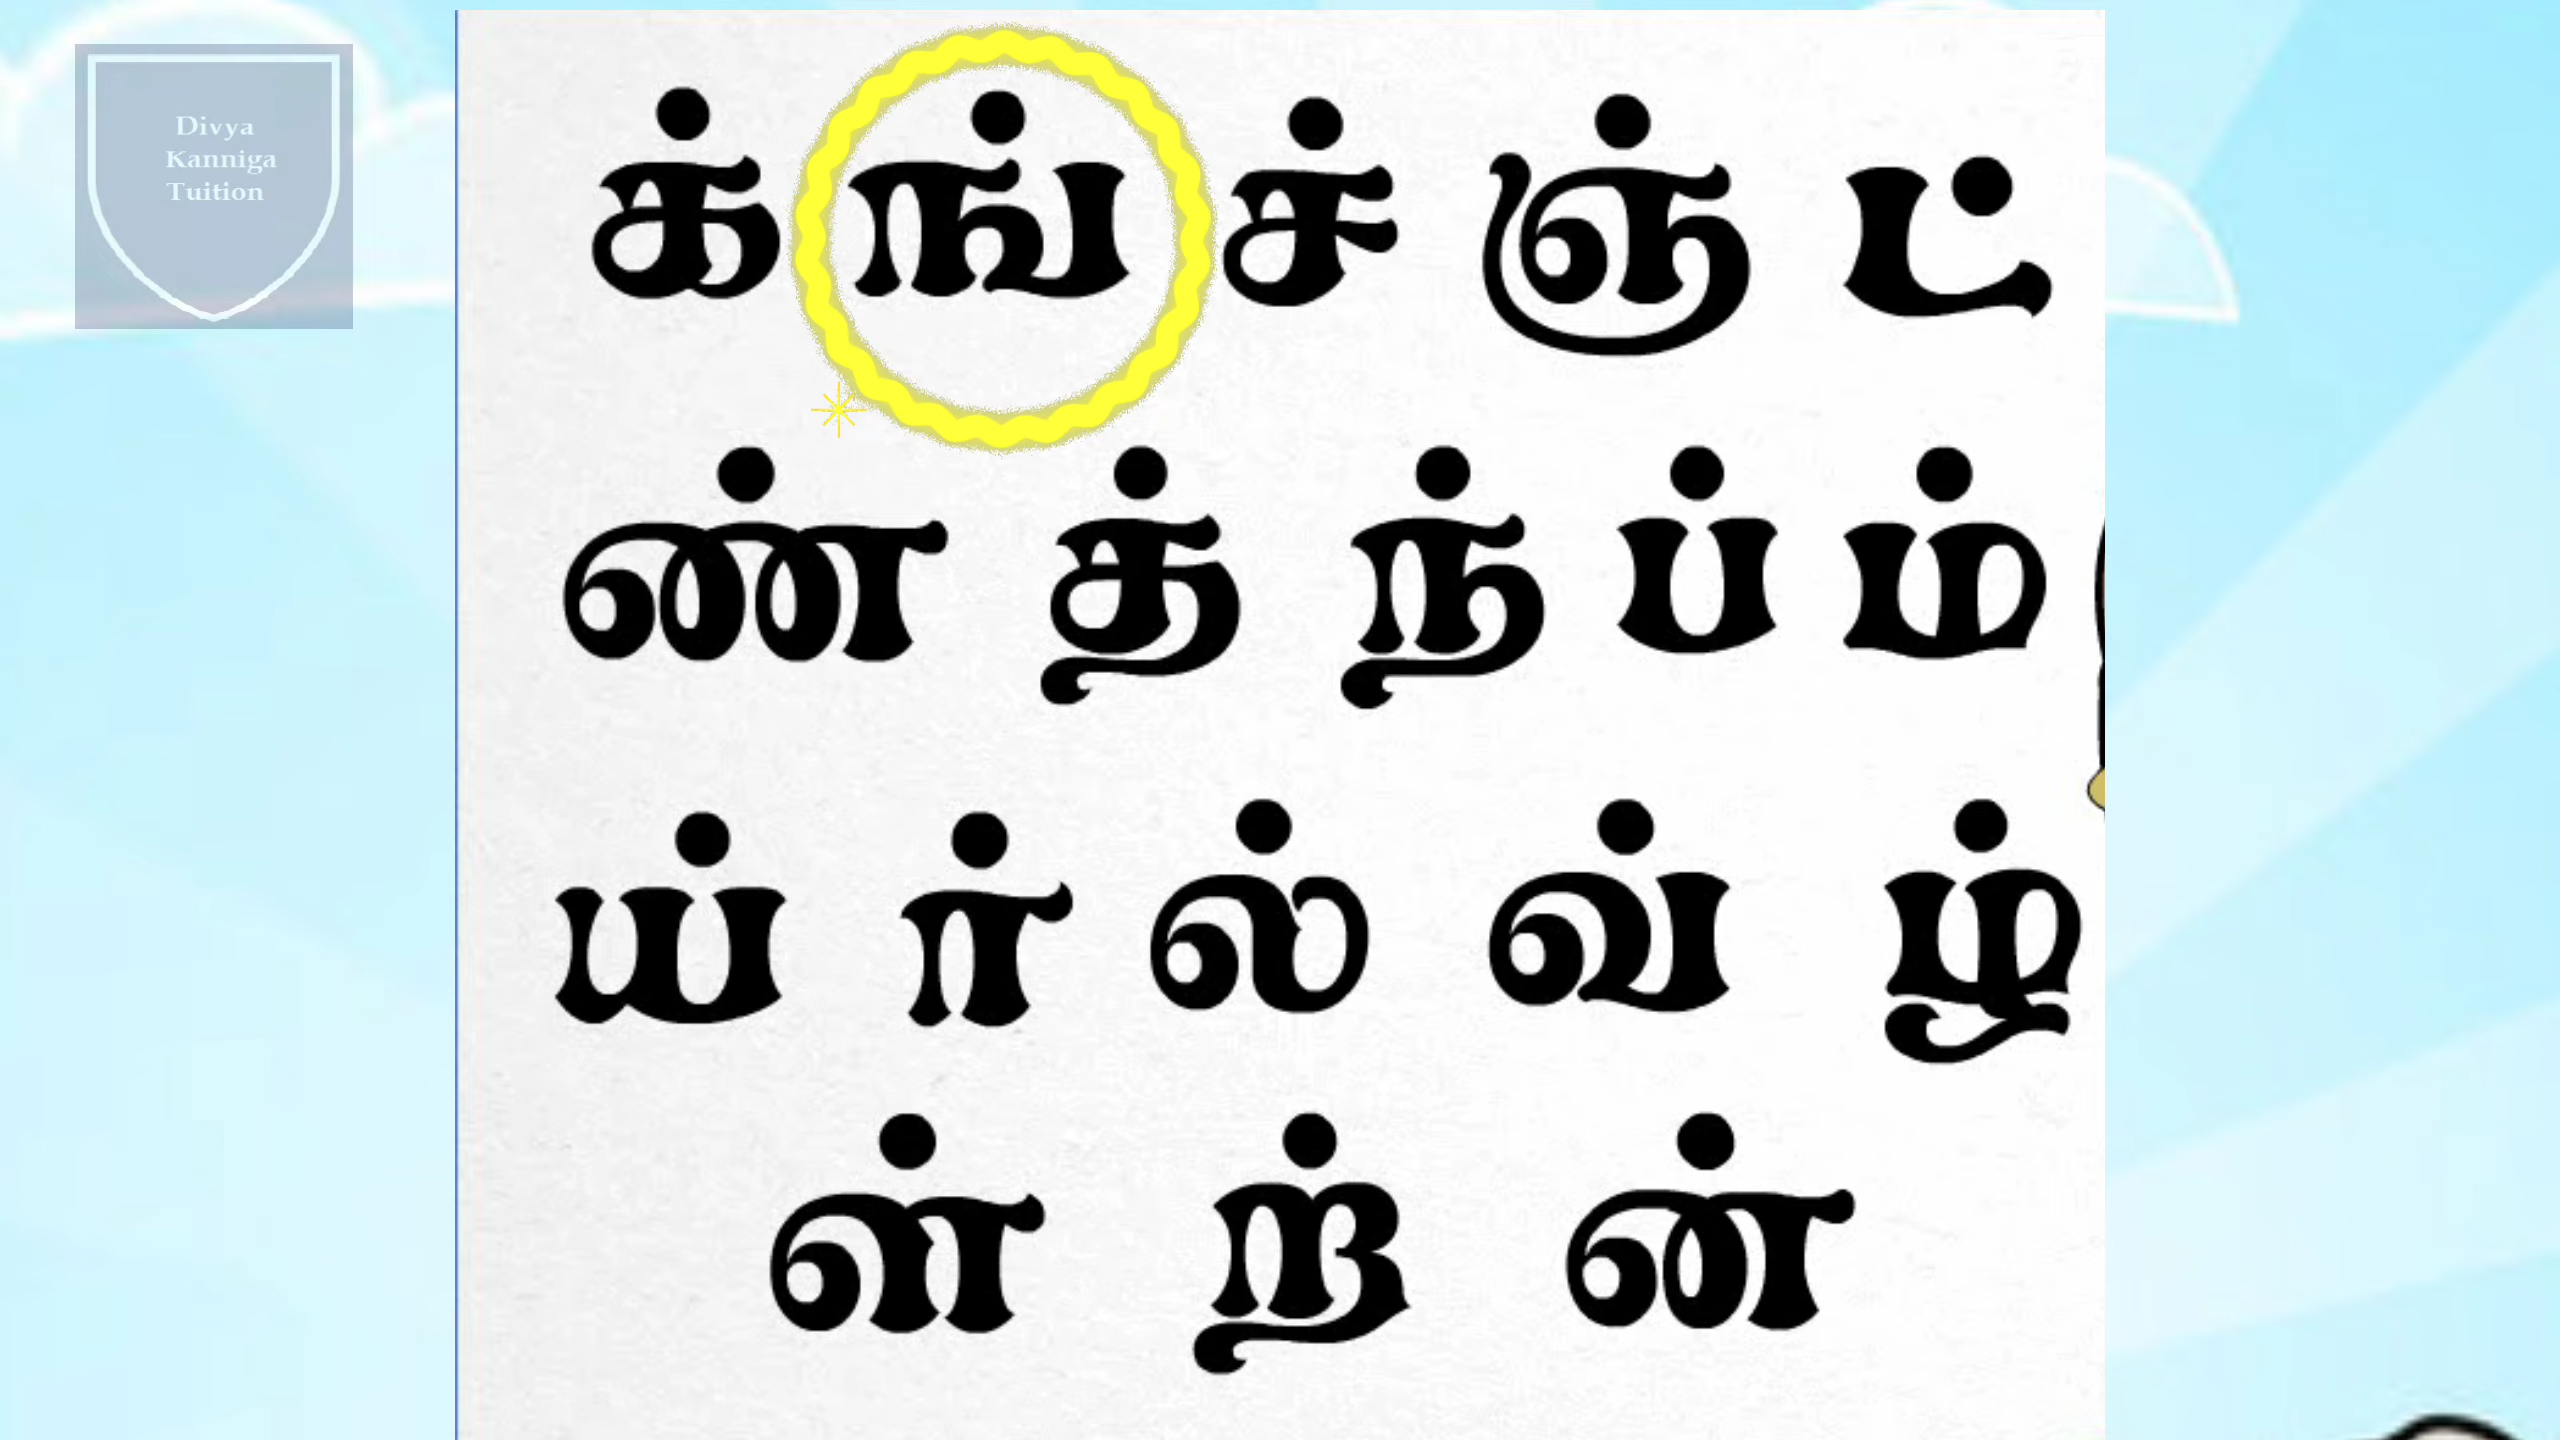 Divya
Kanniga
Tuition
க் ங் ச் ஞ் ட்
ண் த் ந் ப் ம்
ய் ர் ல் வ் ழ்
ள் ற் ன்